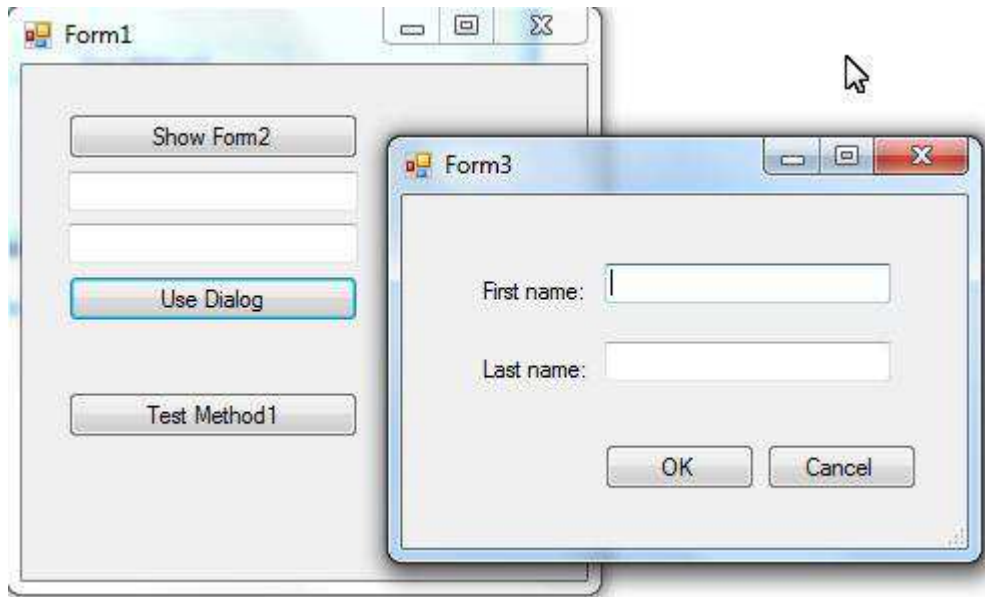 Form1
Show Form2
Use Dialog
Test Method1
Form3
First name:
Last name:
OK
Cancel